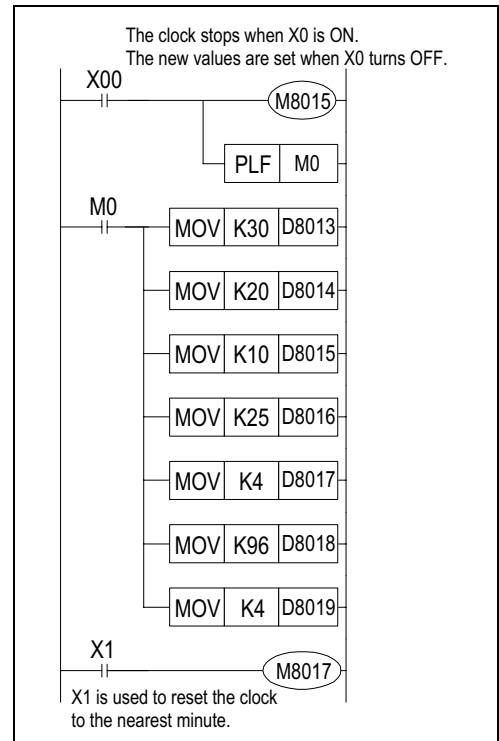 The clock stops when X0 is ON.
The new values are set when X0 turns OFF.
X00
M8015
PLF M0
M0
MOV K30 D8013
MOV K20 D8014
MOV K10 D8015
MOV K25 D8016
MOV K4 D8017
MOV K96 D8018
MOV K4 D8019
X1
M8017
X1 is used to reset the clock
to the nearest minute.